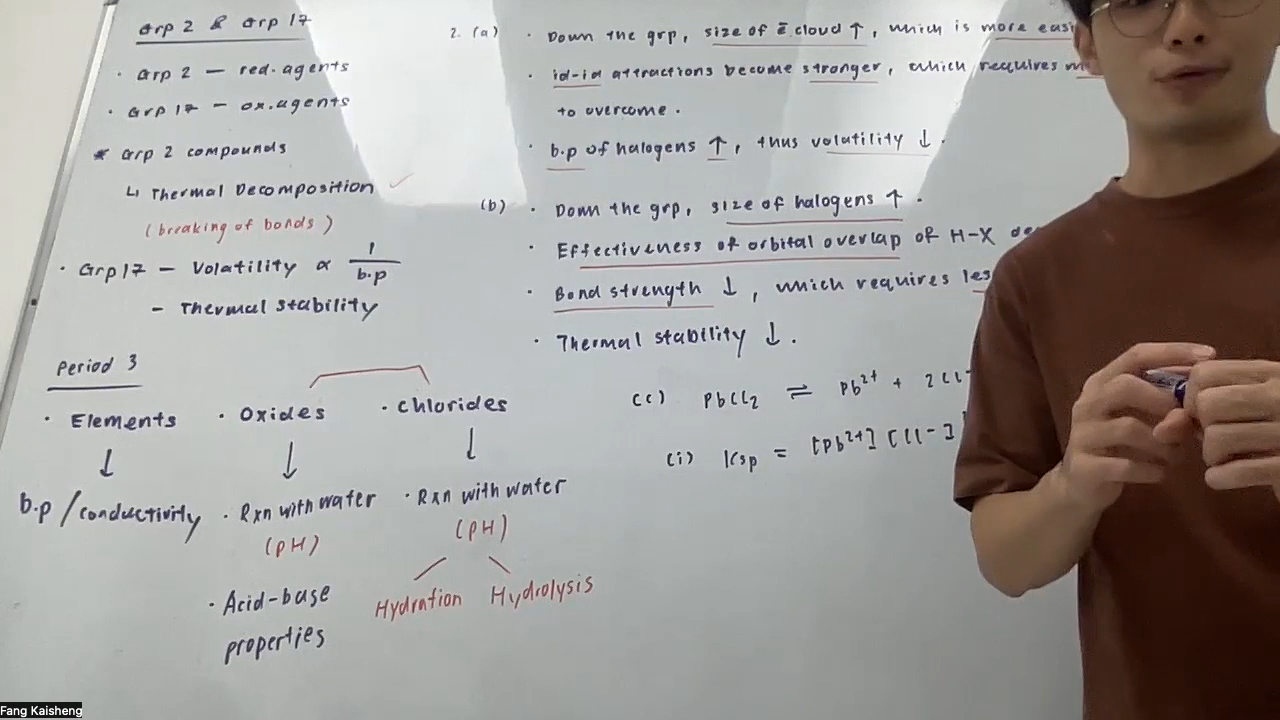 Grp 2 & Grp 17
· Grp 2 — red. agents
· Grp 17 — ox. agents
* Grp 2 compounds
↳ Thermal Decomposition ✓
(breaking of bonds)
· Grp 17 — Volatility ∝ 1/b.p
— Thermal stability
Period 3
· Elements · Oxides · Chlorides
↓ ↓ ↓
b.p / conductivity · Rxn with water · Rxn with water
(pH) (pH)
· Acid-base Hydration Hydrolysis
properties
2. (a) · Down the grp, size of ē cloud ↑, which is more
· id-id attractions become stronger, which requires
to overcome.
· b.p of halogens ↑, thus volatility ↓.
(b) · Down the grp, size of halogens ↑.
· Effectiveness of orbital overlap of H-X
· Bond strength ↓, which requires
· Thermal stability ↓.
(c) PbCl2 ⇌ Pb2+ + 2Cl-
(i) Ksp = [Pb2+][Cl-]
Fang Kaisheng